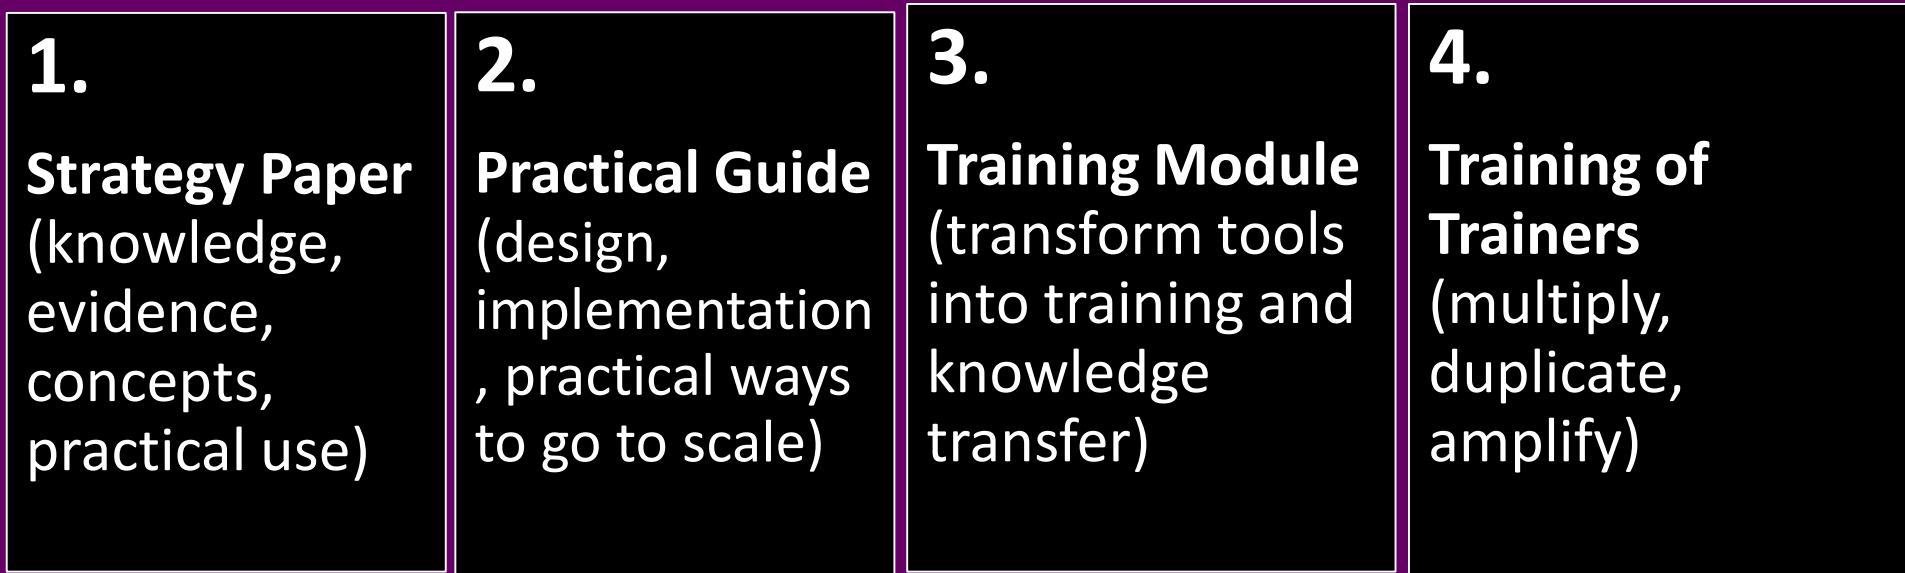 1.
Strategy Paper
(knowledge,
evidence,
concepts,
practical use)
2.
Practical Guide
(design,
implementation
, practical ways
to go to scale)
3.
Training Module
(transform tools
into training and
knowledge
transfer)
4.
Training of
Trainers
(multiply,
duplicate,
amplify)